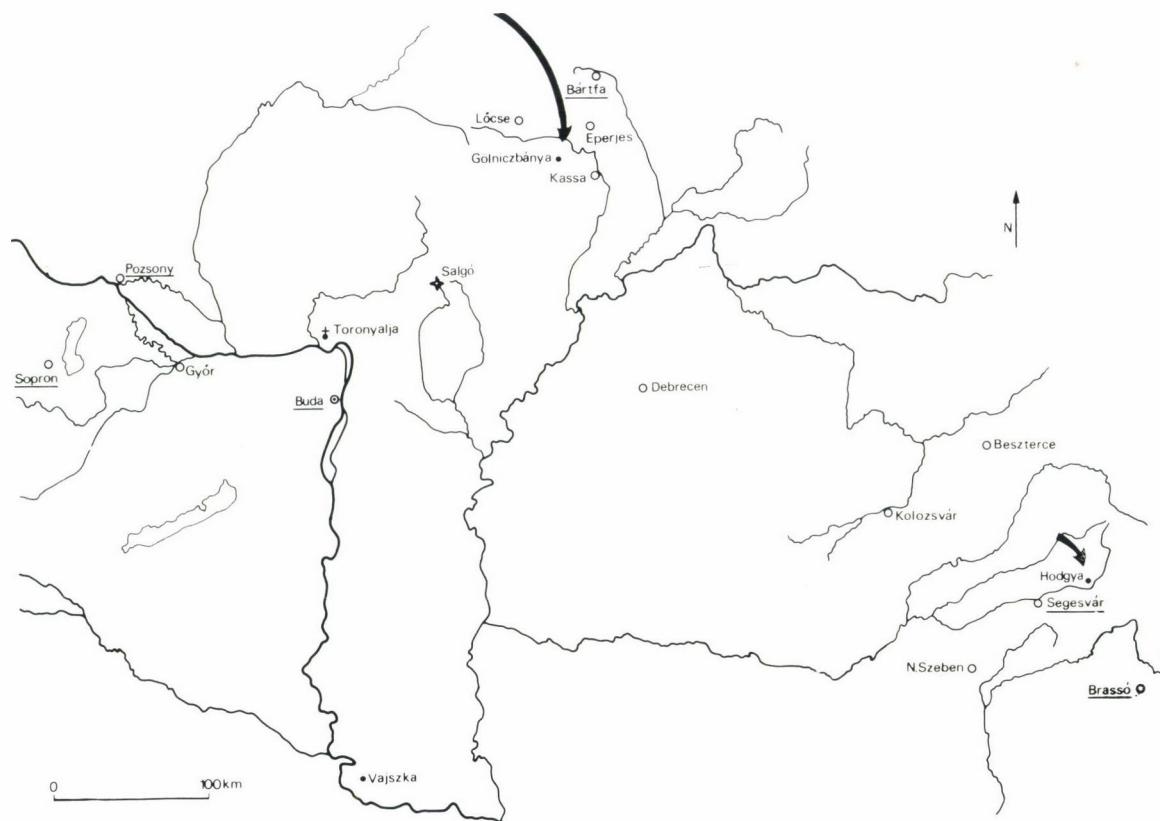 Bártfa
Lőcse
Eperjes
Gölniczbánya
Kassa
N
Pozsony
Salgó
Toronyalja
Győr
Sopron
Debrecen
Buda
Beszterce
Kolozsvár
Hodgya
Segesvár
N.Szeben
Brassó
Vajszka
0 100km